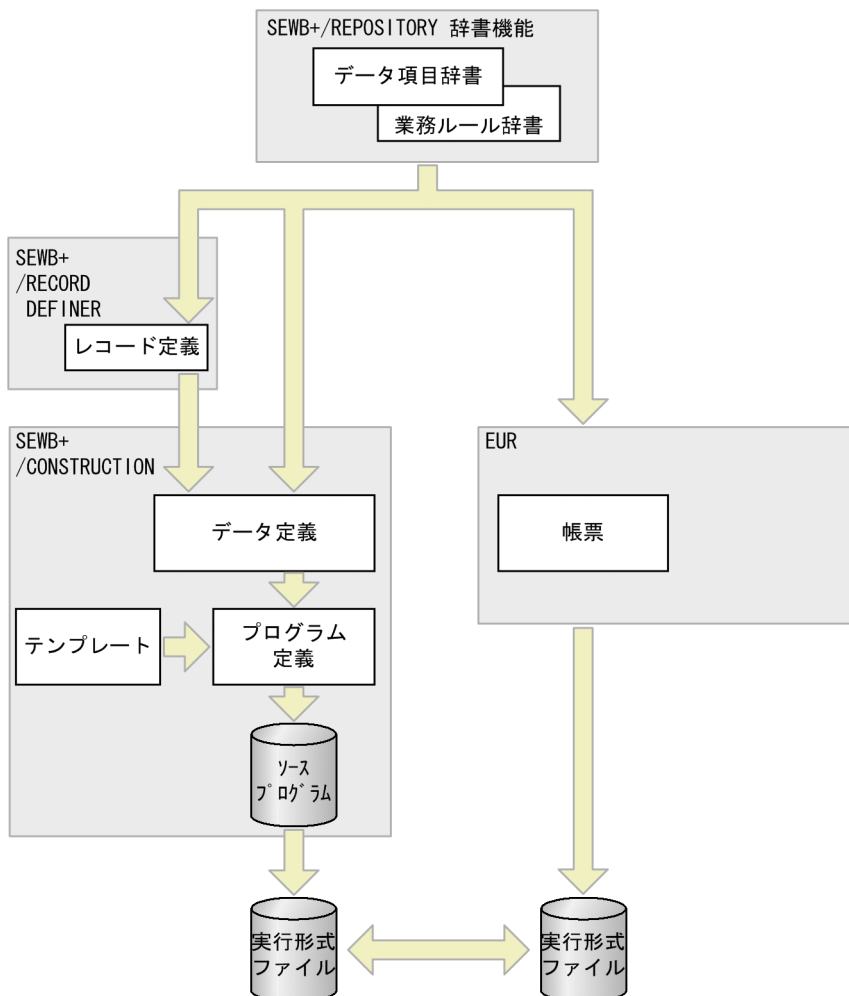 SEWB+/REPOSITORY 辞書機能
データ項目辞書
業務ルール辞書
SEWB+
/RECORD
DEFINER
レコード定義
SEWB+
/CONSTRUCTION
データ定義
テンプレート
プログラム
定義
ｿｰｽ
ﾌﾟﾛｸﾞﾗﾑ
EUR
帳票
実行形式
ファイル
実行形式
ファイル